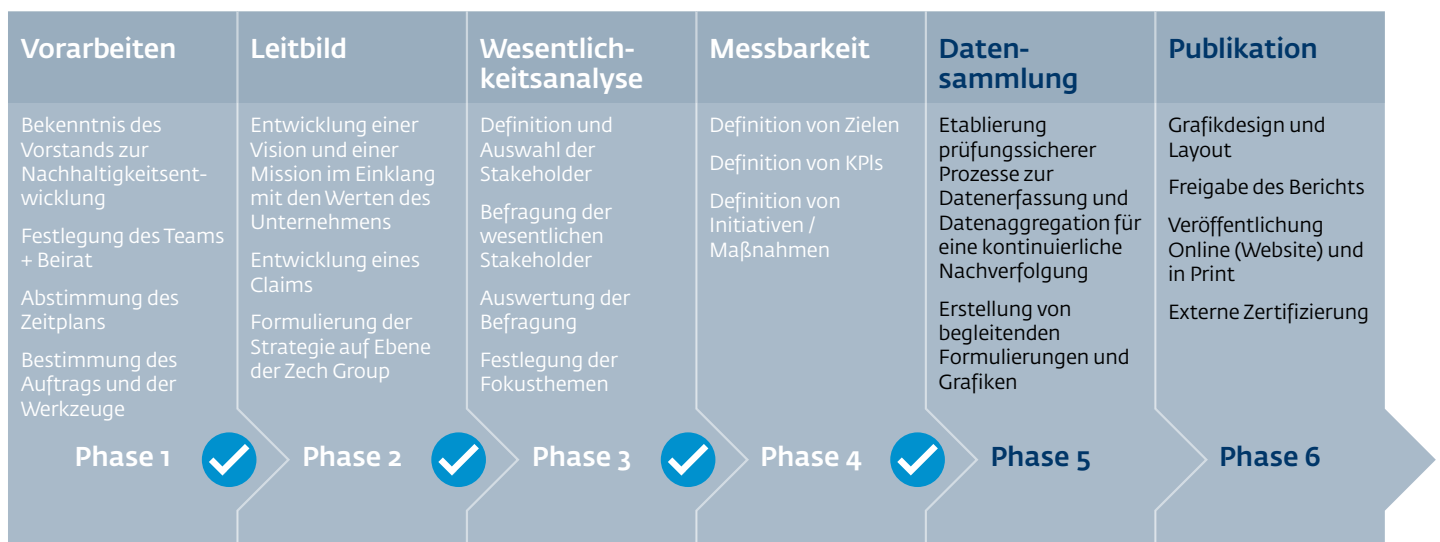 Vorarbeiten
Bekenntnis des
Vorstands zur
Nachhaltigkeitsent-
wicklung
Festlegung des Teams
+ Beirat
Abstimmung des
Zeitplans
Bestimmung des
Auftrags und der
Werkzeuge
Phase 1
Leitbild
Entwicklung einer
Vision und einer
Mission im Einklang
mit den Werten des
Unternehmens
Entwicklung eines
Claims
Formulierung der
Strategie auf Ebene
der Zech Group
Phase 2
Wesentlich-
keitsanalyse
Definition und
Auswahl der
Stakeholder
Befragung der
wesentlichen
Stakeholder
Auswertung der
Befragung
Festlegung der
Fokusthemen
Phase 3
Messbarkeit
Definition von Zielen
Definition von KPIs
Definition von
Initiativen /
Maßnahmen
Phase 4
Daten-
sammlung
Etablierung
prüfungssicherer
Prozesse zur
Datenerfassung und
Datenaggregation für
eine kontinuierliche
Nachverfolgung
Erstellung von
begleitenden
Formulierungen und
Grafiken
Phase 5
Publikation
Grafikdesign und
Layout
Freigabe des Berichts
Veröffentlichung
Online (Website) und
in Print
Externe Zertifizierung
Phase 6